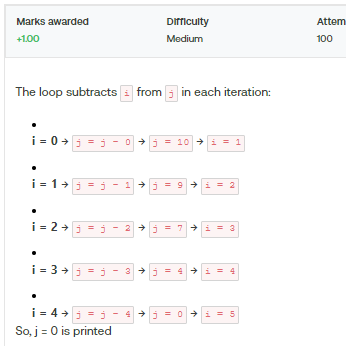 Marks awarded Difficulty Attem
+1.00 Medium 100
The loop subtracts i from j in each iteration:
•
i = 0 → j = j - 0 → j = 10 → i = 1
•
i = 1 → j = j - 1 → j = 9 → i = 2
•
i = 2 → j = j - 2 → j = 7 → i = 3
•
i = 3 → j = j - 3 → j = 4 → i = 4
•
i = 4 → j = j - 4 → j = 0 → i = 5
So, j = 0 is printed